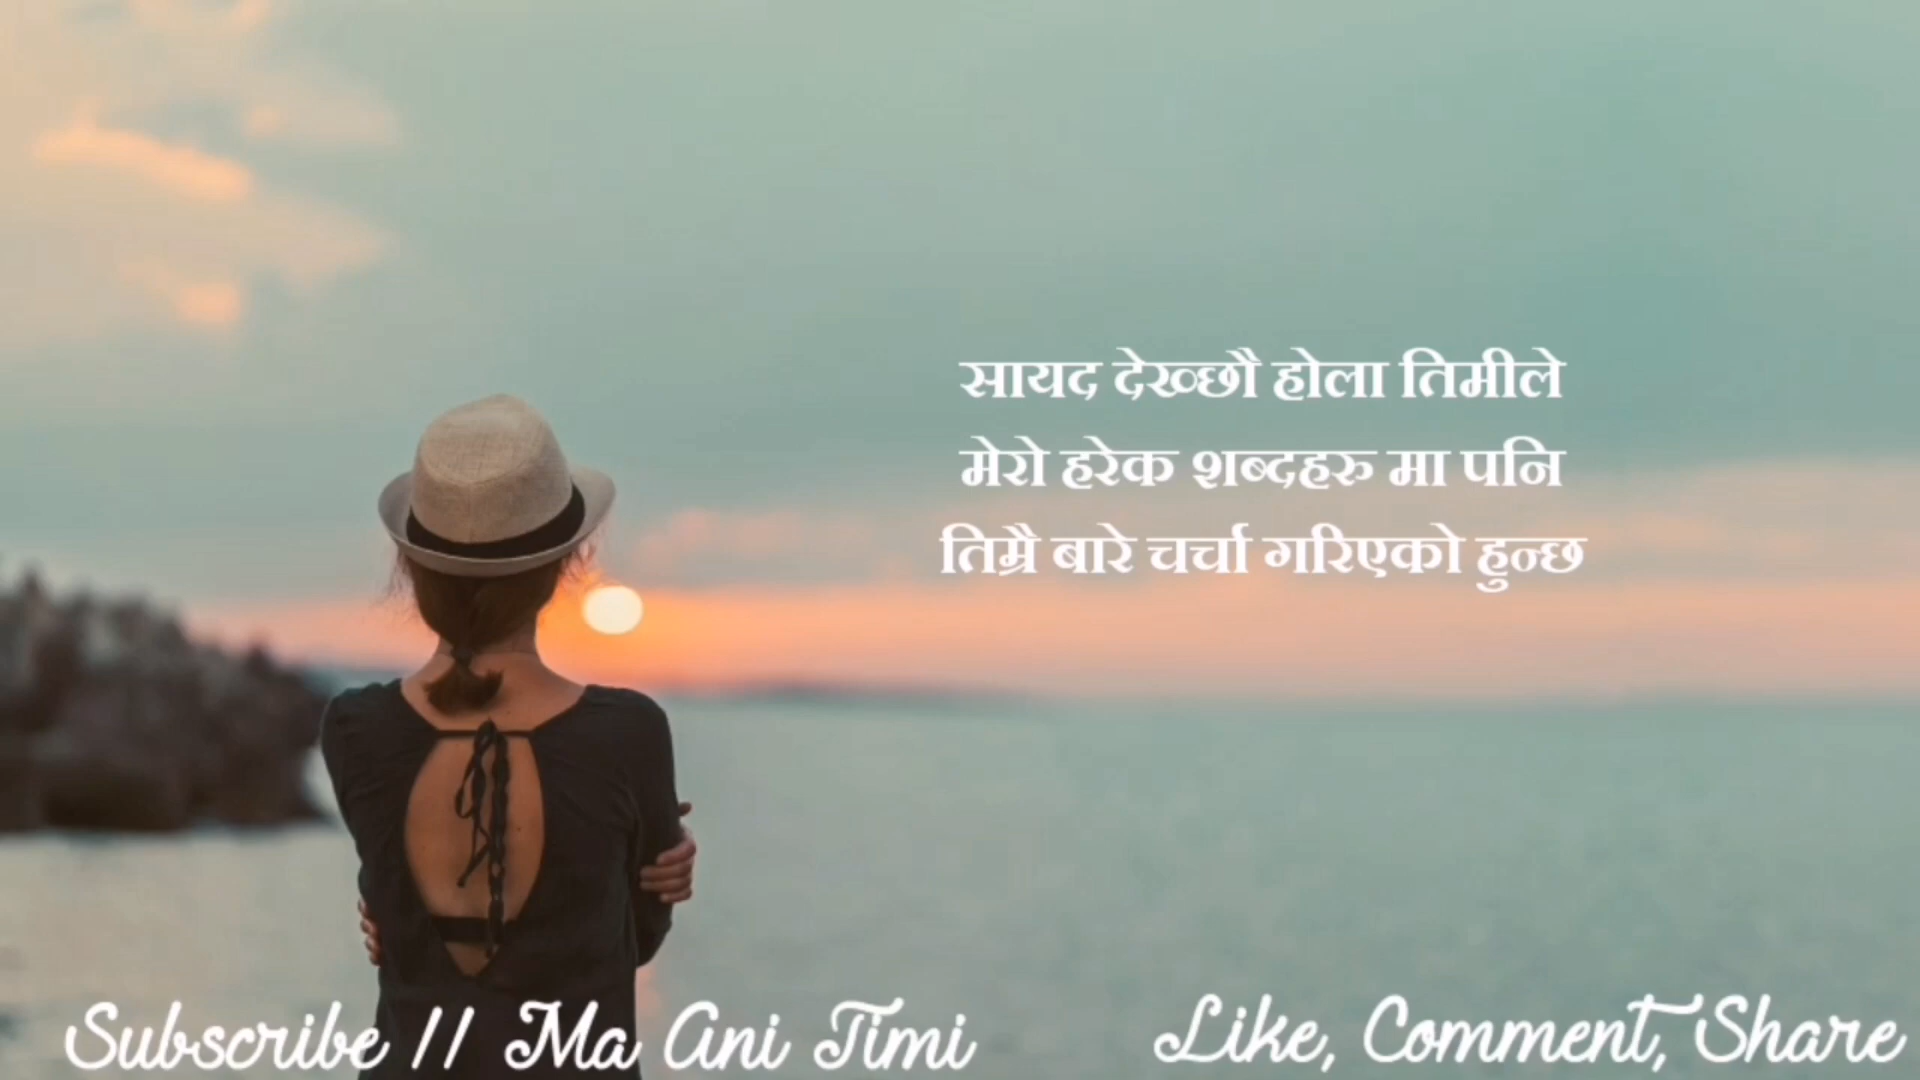 सायद देख्छौ होला तिमीले
मेरो हरेक शब्दहरु मा पनि
तिम्रै बारे चर्चा गरिएको हुन्छ
Subscribe // Ma Ani Timi
Like, Comment, Share